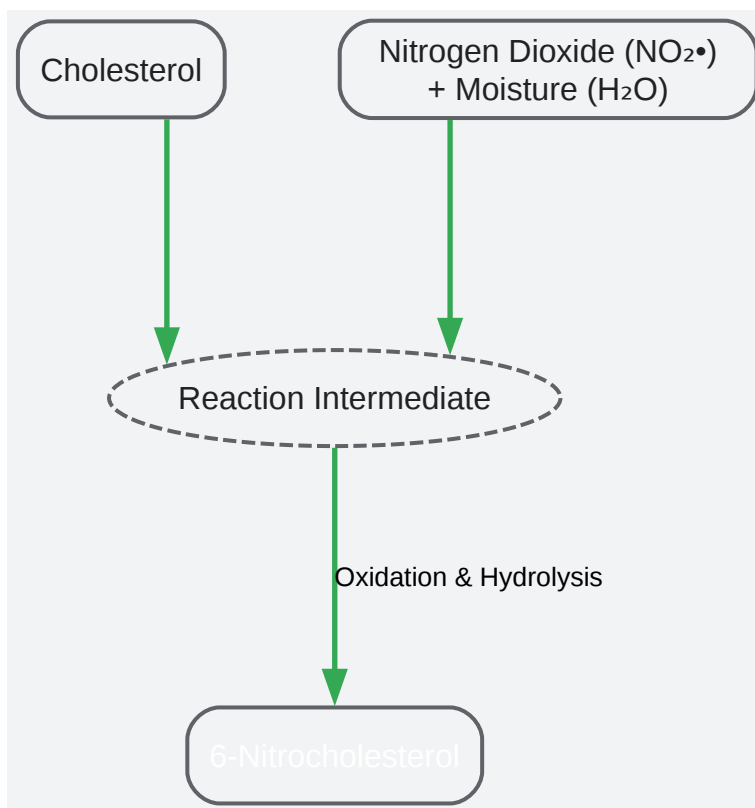 Cholesterol
Nitrogen Dioxide (NO₂•)
+ Moisture (H₂O)
Reaction Intermediate
Oxidation & Hydrolysis
6-Nitrocholesterol